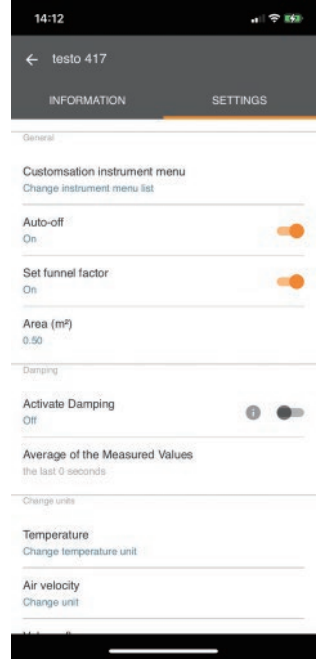 14:12
testo 417
INFORMATION SETTINGS
General
Customsation instrument menu
Change instrument menu list
Auto-off
On
Set funnel factor
On
Area (m²)
0.50
Damping
Activate Damping
Off
Average of the Measured Values
the last 0 seconds
Change units
Temperature
Change temperature unit
Air velocity
Change unit